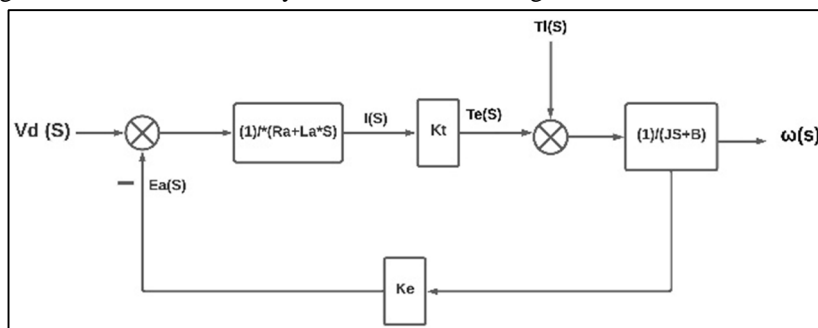 Tl(S)
Vd (S)
(1)/*(Ra+La*S)
I(S)
Kt
Te(S)
(1)/(JS+B)
ω(s)
Ea(S)
Ke